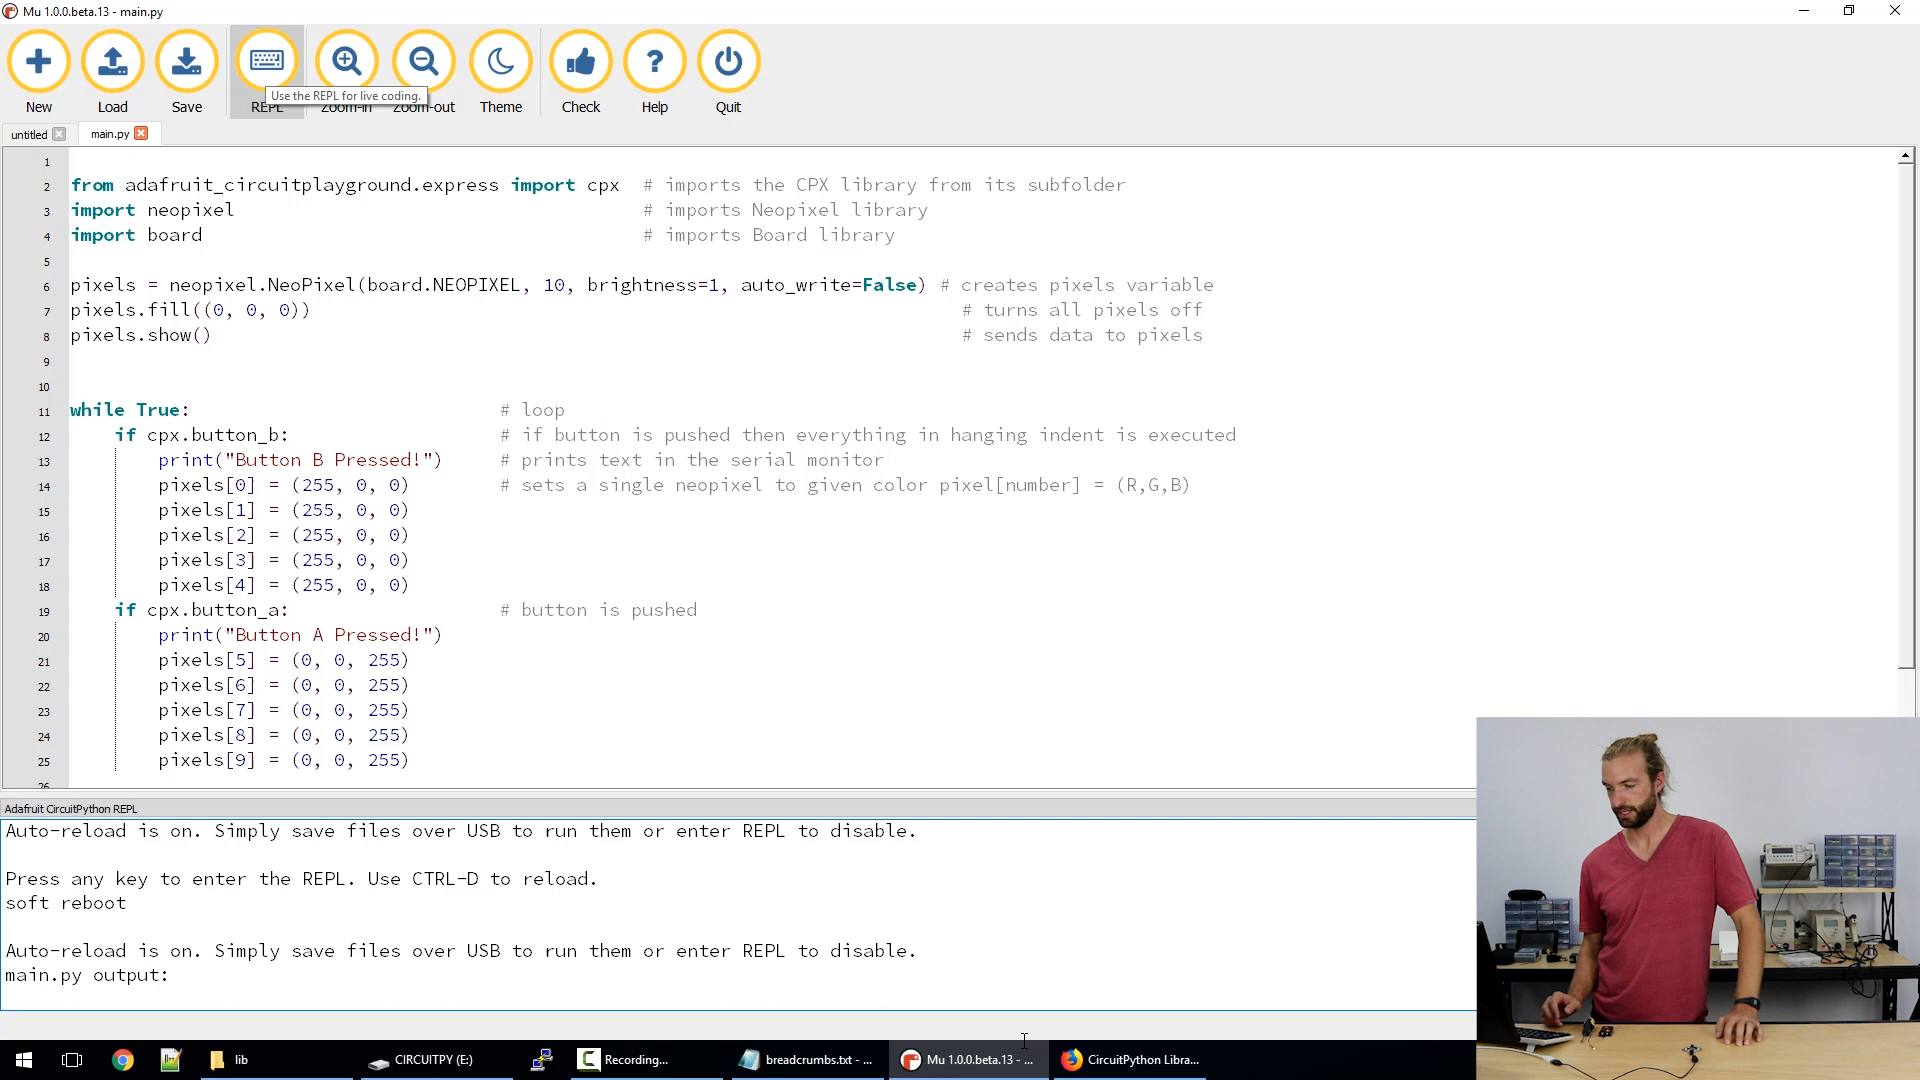 Mu 1.0.0.beta.13 - main.py
New
Load
Save
REPL
Zoom-in
Zoom-out
Theme
Check
Help
Quit
Use the REPL for live coding.
untitled
main.py
1
2 from adafruit_circuitplayground.express import cpx # imports the CPX library from its subfolder
3 import neopixel # imports Neopixel library
4 import board # imports Board library
5
6 pixels = neopixel.NeoPixel(board.NEOPIXEL, 10, brightness=1, auto_write=False) # creates pixels variable
7 pixels.fill((0, 0, 0)) # turns all pixels off
8 pixels.show() # sends data to pixels
9
10
11 while True: # loop
12 if cpx.button_b: # if button is pushed then everything in hanging indent is executed
13 print("Button B Pressed!") # prints text in the serial monitor
14 pixels[0] = (255, 0, 0) # sets a single neopixel to given color pixel[number] = (R,G,B)
15 pixels[1] = (255, 0, 0)
16 pixels[2] = (255, 0, 0)
17 pixels[3] = (255, 0, 0)
18 pixels[4] = (255, 0, 0)
19 if cpx.button_a: # button is pushed
20 print("Button A Pressed!")
21 pixels[5] = (0, 0, 255)
22 pixels[6] = (0, 0, 255)
23 pixels[7] = (0, 0, 255)
24 pixels[8] = (0, 0, 255)
25 pixels[9] = (0, 0, 255)
26
Adafruit CircuitPython REPL
Auto-reload is on. Simply save files over USB to run them or enter REPL to disable.
Press any key to enter the REPL. Use CTRL-D to reload.
soft reboot
Auto-reload is on. Simply save files over USB to run them or enter REPL to disable.
main.py output:
lib
CIRCUITPY (E:)
Recording...
breadcrumbs.txt - ...
Mu 1.0.0.beta.13 - ...
CircuitPython Libra...